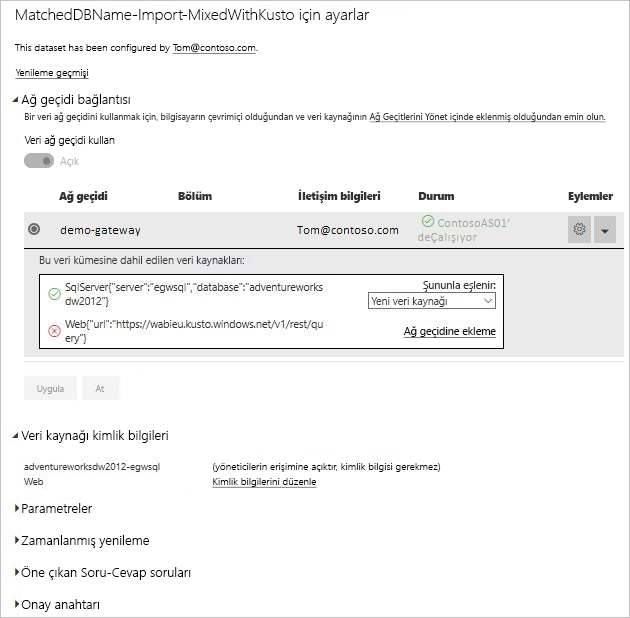 MatchedDBName-Import-MixedWithKusto için ayarlar
This dataset has been configured by Tom@contoso.com.
Yenileme geçmişi
Ağ geçidi bağlantısı
Bir veri ağ geçidini kullanmak için, bilgisayarın çevrimiçi olduğundan ve veri kaynağının Ağ Geçitlerini Yönet içinde eklenmiş olduğundan emin olun.
Veri ağ geçidi kullan
Açık
Ağ geçidi Bölüm İletişim bilgileri Durum Eylemler
demo-gateway Tom@contoso.com ContosoAS01'
deÇalışıyor
Bu veri kümesine dahil edilen veri kaynakları:
SqlServer{"server":"egwsql","database":"adventureworks
dw2012"}
Şununla eşlenir:
Yeni veri kaynağı
Web{"url":"https://wabieu.kusto.windows.net/v1/rest/qu
ery"}
Ağ geçidine ekleme
Uygula At
Veri kaynağı kimlik bilgileri
adventureworksdw2012-egwsql (yöneticilerin erişimine açıktır, kimlik bilgisi gerekmez)
Web Kimlik bilgilerini düzenle
Parametreler
Zamanlanmış yenileme
Öne çıkan Soru-Cevap soruları
Onay anahtarı